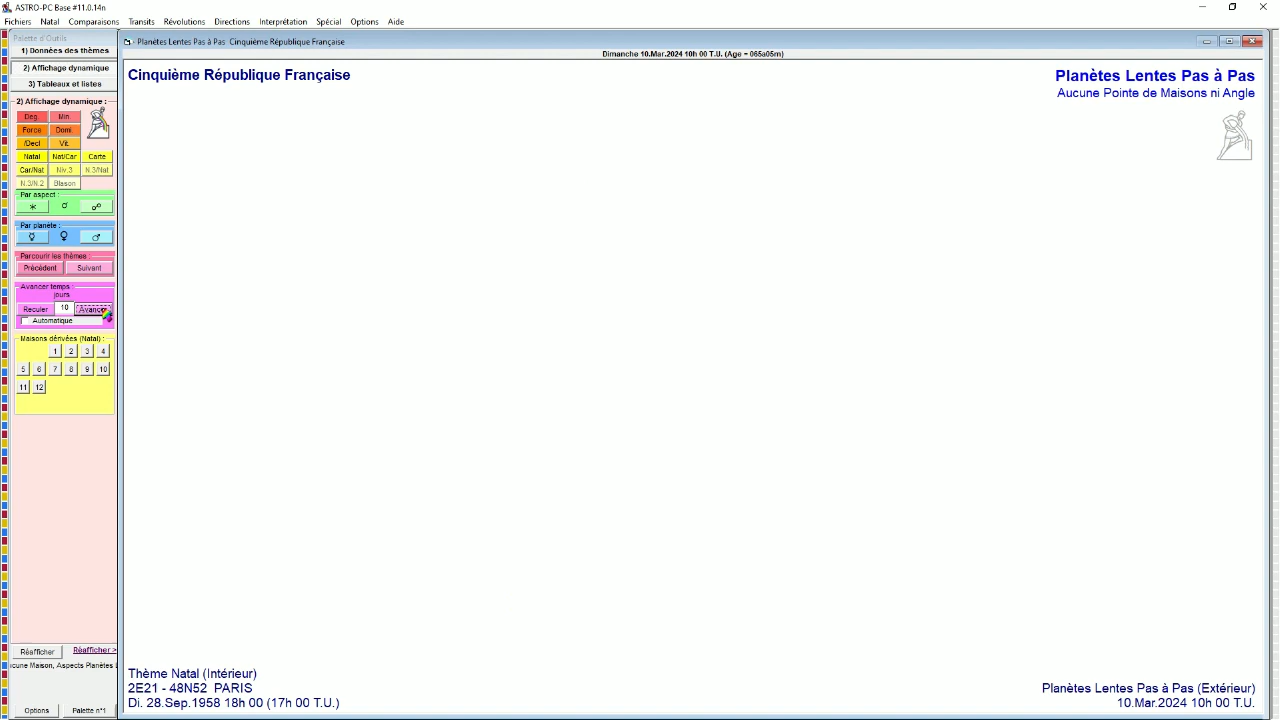 ASTRO-PC Base #11.0.14n
Fichiers Natal Comparaisons Transits Révolutions Directions Interprétation Spécial Options Aide
Palette d'Outils
1) Données des thèmes
2) Affichage dynamique
3) Tableaux et listes
2) Affichage dynamique :
Deg. Min.
Force Domi.
/Decl Vit.
Natal Nat/Car Carte
Car/Nat Niv.3 N.3/Nat
N.3/N.2 Blason
Par aspect :
Par planète :
Parcourir les thèmes
Précédent Suivant
Avancer temps :
jours
Reculer 10 Avancer
Automatique
Maisons dérivées (Natal) :
1 2 3 4
5 6 7 8 9 10
11 12
Réafficher Réafficher >
cune Maison, Aspects Planètes
Options Palette n°1
Planètes Lentes Pas à Pas Cinquième République Française
Dimanche 10.Mar.2024 10h 00 T.U. (Age = 065a05m)
Cinquième République Française
Planètes Lentes Pas à Pas
Aucune Pointe de Maisons ni Angle
Thème Natal (Intérieur)
2E21 - 48N52 PARIS
Di. 28.Sep.1958 18h 00 (17h 00 T.U.)
Planètes Lentes Pas à Pas (Extérieur)
10.Mar.2024 10h 00 T.U.